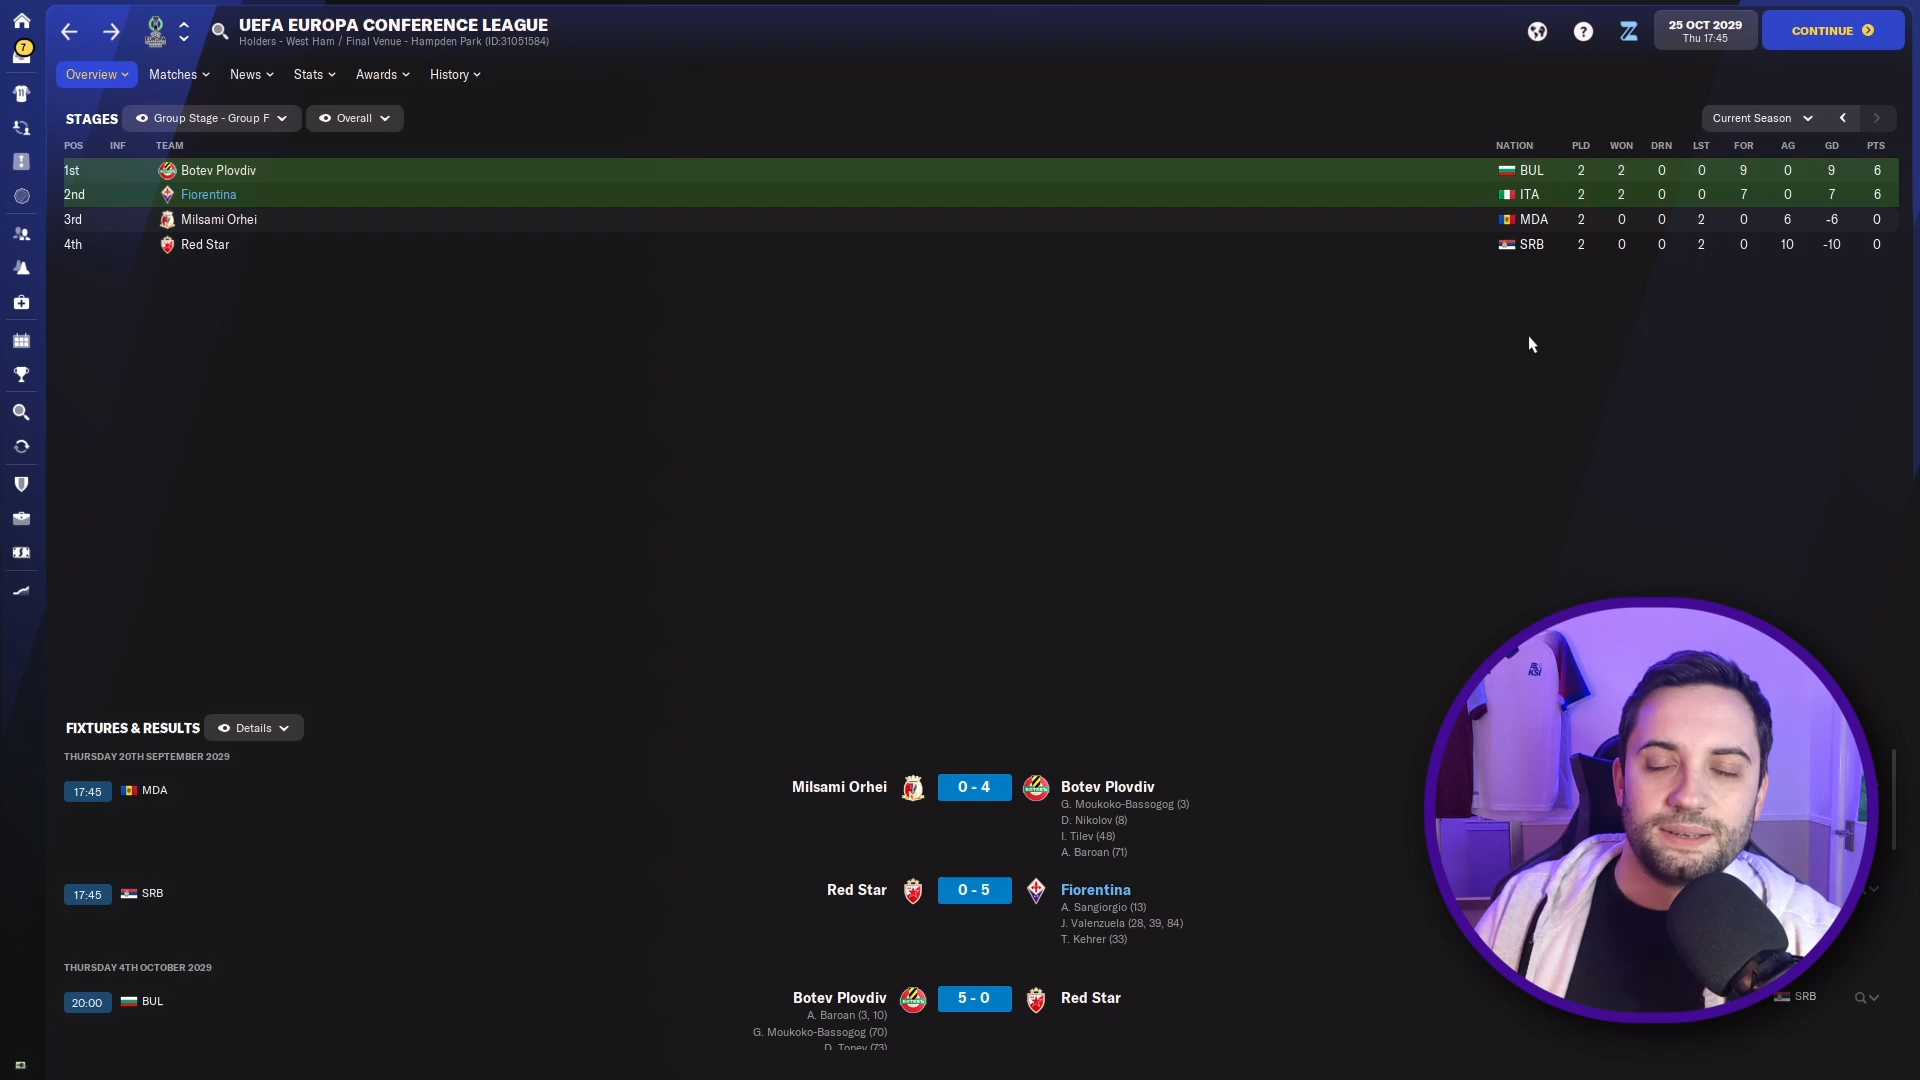 7
UEFA EUROPA CONFERENCE LEAGUE
Holders - West Ham / Final Venue - Hampden Park (ID:31051584)
25 OCT 2029
Thu 17:45
CONTINUE
Overview
Matches
News
Stats
Awards
History
STAGES
Group Stage - Group F
Overall
Current Season
POS INF TEAM NATION PLD WON DRN LST FOR AG GD PTS
1st Botev Plovdiv BUL 2 2 0 0 9 0 9 6
2nd Fiorentina ITA 2 2 0 0 7 0 7 6
3rd Milsami Orhei MDA 2 0 0 2 0 6 -6 0
4th Red Star SRB 2 0 0 2 0 10 -10 0
KSI
FIXTURES & RESULTS
Details
THURSDAY 20TH SEPTEMBER 2029
17:45 MDA Milsami Orhei 0 - 4 Botev Plovdiv
G. Moukoko-Bassogog (3)
D. Nikolov (8)
I. Tilev (48)
A. Baroan (71)
17:45 SRB Red Star 0 - 5 Fiorentina
A. Sangiorgio (13)
J. Valenzuela (28, 39, 84)
T. Kehrer (33)
THURSDAY 4TH OCTOBER 2029
20:00 BUL Botev Plovdiv 5 - 0 Red Star SRB
A. Baroan (3, 10)
G. Moukoko-Bassogog (70)
D. Tonev (73)